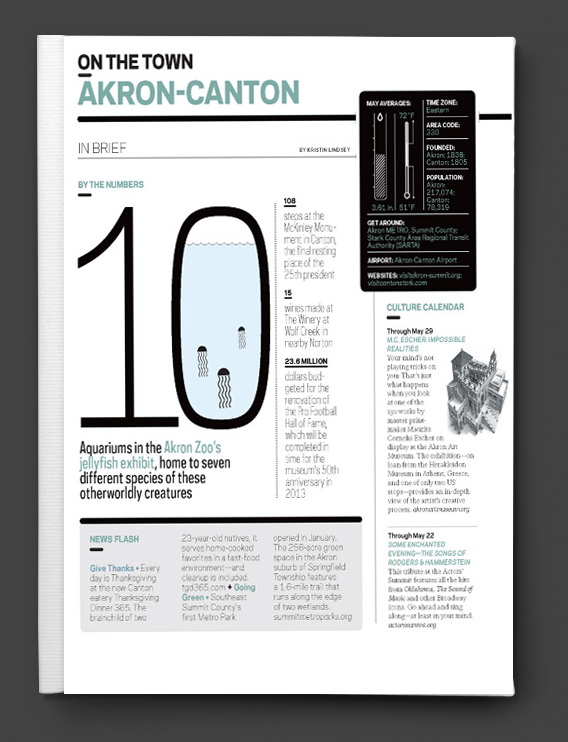 ON THE TOWN
AKRON-CANTON
IN BRIEF
BY KRISTIN LINDSEY
MAY AVERAGES:
72°F
3.61 in.
51°F
TIME ZONE:
Eastern
AREA CODE:
330
FOUNDED:
Akron: 1836;
Canton: 1805
POPULATION:
Akron:
217,074;
Canton:
78,319
GET AROUND:
Akron METRO, Summit County;
Stark County Area Regional Transit
Authority (SARTA)
AIRPORT: Akron-Canton Airport
WEBSITES: visitakron-summit.org;
visitcantonstark.com
BY THE NUMBERS
10
Aquariums in the Akron Zoo's
jellyfish exhibit, home to seven
different species of these
otherworldly creatures
108
steps at the
McKinley Monu-
ment in Canton,
the final resting
place of the
25th president
15
wines made at
The Winery at
Wolf Creek in
nearby Norton
23.6 MILLION
dollars bud-
geted for the
renovation of
the Pro Football
Hall of Fame,
which will be
completed in
time for the
museum's 50th
anniversary in
2013
CULTURE CALENDAR
Through May 29
M.C. ESCHER: IMPOSSIBLE
REALITIES
Your mind's not
playing tricks on
you. That's just
what happens
when you look
at one of the
130 works by
master print-
maker Maurits
Cornelis Escher on
display at the Akron Art
Museum. The exhibition—on
loan from the Herakleidon
Museum in Athens, Greece,
and one of only two US
stops—provides an in-depth
view of the artist's creative
process. akronartmuseum.org
Through May 22
SOME ENCHANTED
EVENING—THE SONGS OF
RODGERS & HAMMERSTEIN
This tribute at the Actors'
Summit features all the hits
from Oklahoma, The Sound of
Music and other Broadway
icons. Go ahead and sing
along—at least in your mind.
actorssummit.org
NEWS FLASH
Give Thanks • Every
day is Thanksgiving
at the new Canton
eatery Thanksgiving
Dinner 365. The
brainchild of two
23-year-old natives, it
serves home-cooked
favorites in a fast-food
environment—and
cleanup is included.
tgd365.com ✦ Going
Green • Southeast
Summit County's
first Metro Park
opened in January.
The 256-acre green
space in the Akron
suburb of Springfield
Township features
a 1.6-mile trail that
runs along the edge
of two wetlands.
summitmetroparks.org